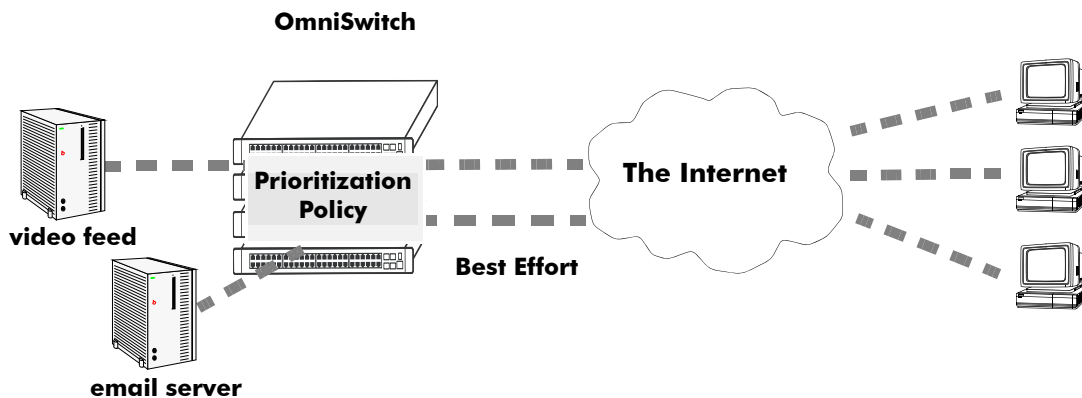 OmniSwitch
Prioritization
Policy
The Internet
video feed
Best Effort
email server